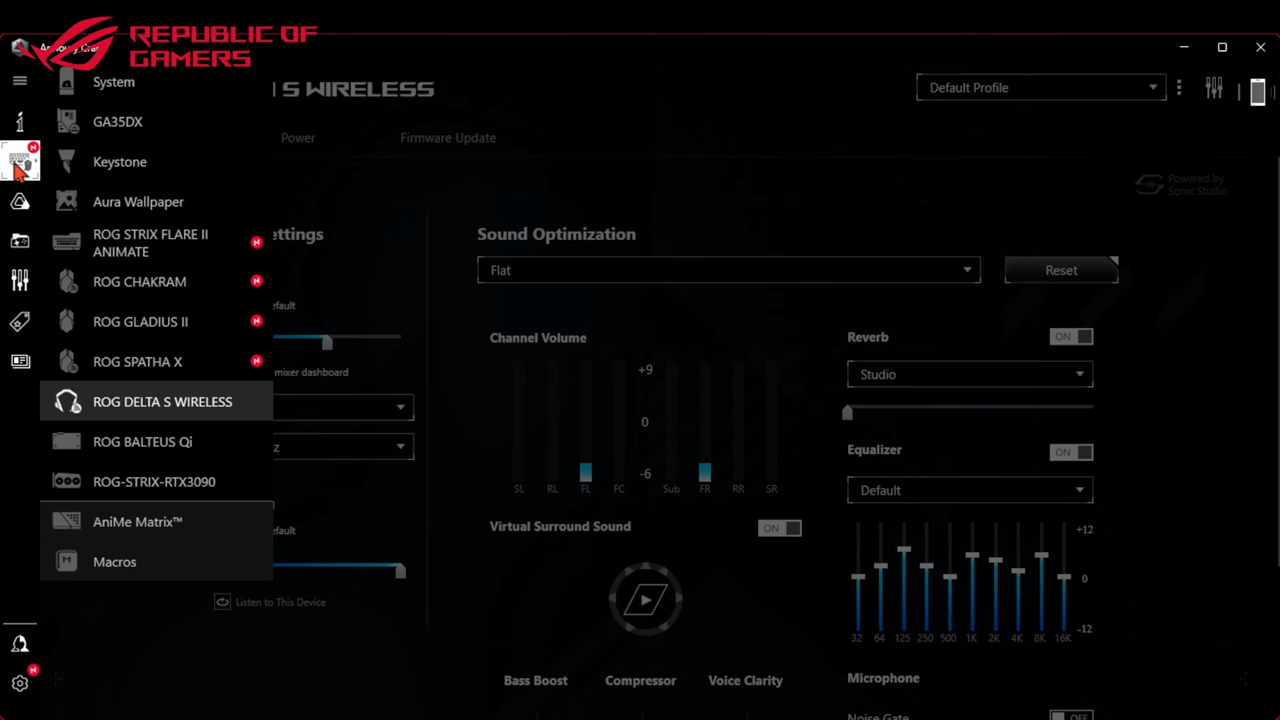 REPUBLIC OF
GAMERS
System
GA35DX
Keystone
Aura Wallpaper
ROG STRIX FLARE II
ANIMATE
N
ROG CHAKRAM
N
ROG GLADIUS II
N
ROG SPATHA X
N
ROG DELTA S WIRELESS
ROG BALTEUS Qi
ROG-STRIX-RTX3090
AniMe Matrix™
Macros
N
N
S WIRELESS
Default Profile
Power
Firmware Update
Powered by
Sonic Studio
ettings
efault
mixer dashboard
z
efault
Listen to This Device
Sound Optimization
Flat
Reset
Channel Volume
+9
0
-6
SL RL FL FC Sub FR RR SR
Virtual Surround Sound
ON
Bass Boost
Compressor
Voice Clarity
Reverb
ON
Studio
Equalizer
ON
Default
+12
0
-12
32 64 125 250 500 1K 2K 4K 8K 16K
Microphone
Noise Gate
OFF